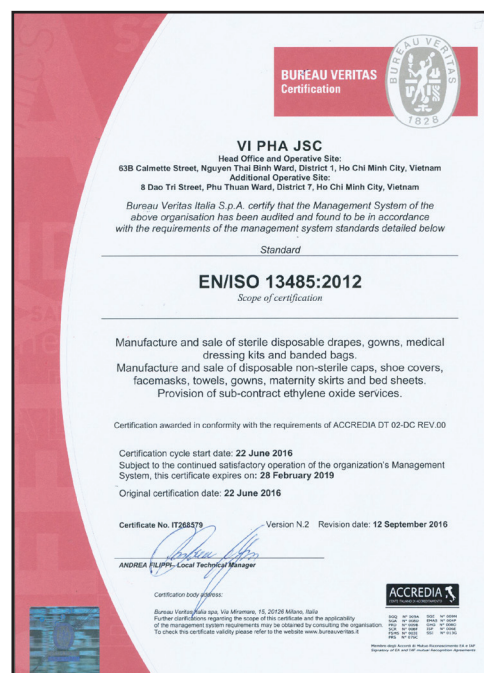 BUREAU VERITAS
Certification
BUREAU VERITAS
1828
VI PHA JSC
Head Office and Operative Site:
63B Calmette Street, Nguyen Thai Binh Ward, District 1, Ho Chi Minh City, Vietnam
Additional Operative Site:
8 Dao Tri Street, Phu Thuan Ward, District 7, Ho Chi Minh City, Vietnam
Bureau Veritas Italia S.p.A. certify that the Management System of the
above organisation has been audited and found to be in accordance
with the requirements of the management system standards detailed below
Standard
EN/ISO 13485:2012
Scope of certification
Manufacture and sale of sterile disposable drapes, gowns, medical
dressing kits and banded bags.
Manufacture and sale of disposable non-sterile caps, shoe covers,
facemasks, towels, gowns, maternity skirts and bed sheets.
Provision of sub-contract ethylene oxide services.
Certification awarded in conformity with the requirements of ACCREDIA DT 02-DC REV.00
Certification cycle start date: 22 June 2016
Subject to the continued satisfactory operation of the organization's Management
System, this certificate expires on: 28 February 2019
Original certification date: 22 June 2016
Certificate No. IT268579 Version N.2 Revision date: 12 September 2016
ANDREA FILIPPI- Local Technical Manager
Certification body address:
Bureau Veritas Italia spa, Via Miramare, 15, 20126 Milano, Italia
Further clarifications regarding the scope of this certificate and the applicability
of the management system requirements may be obtained by consulting the organisation.
To check this certificate validity please refer to the website www.bureauveritas.it
ACCREDIA